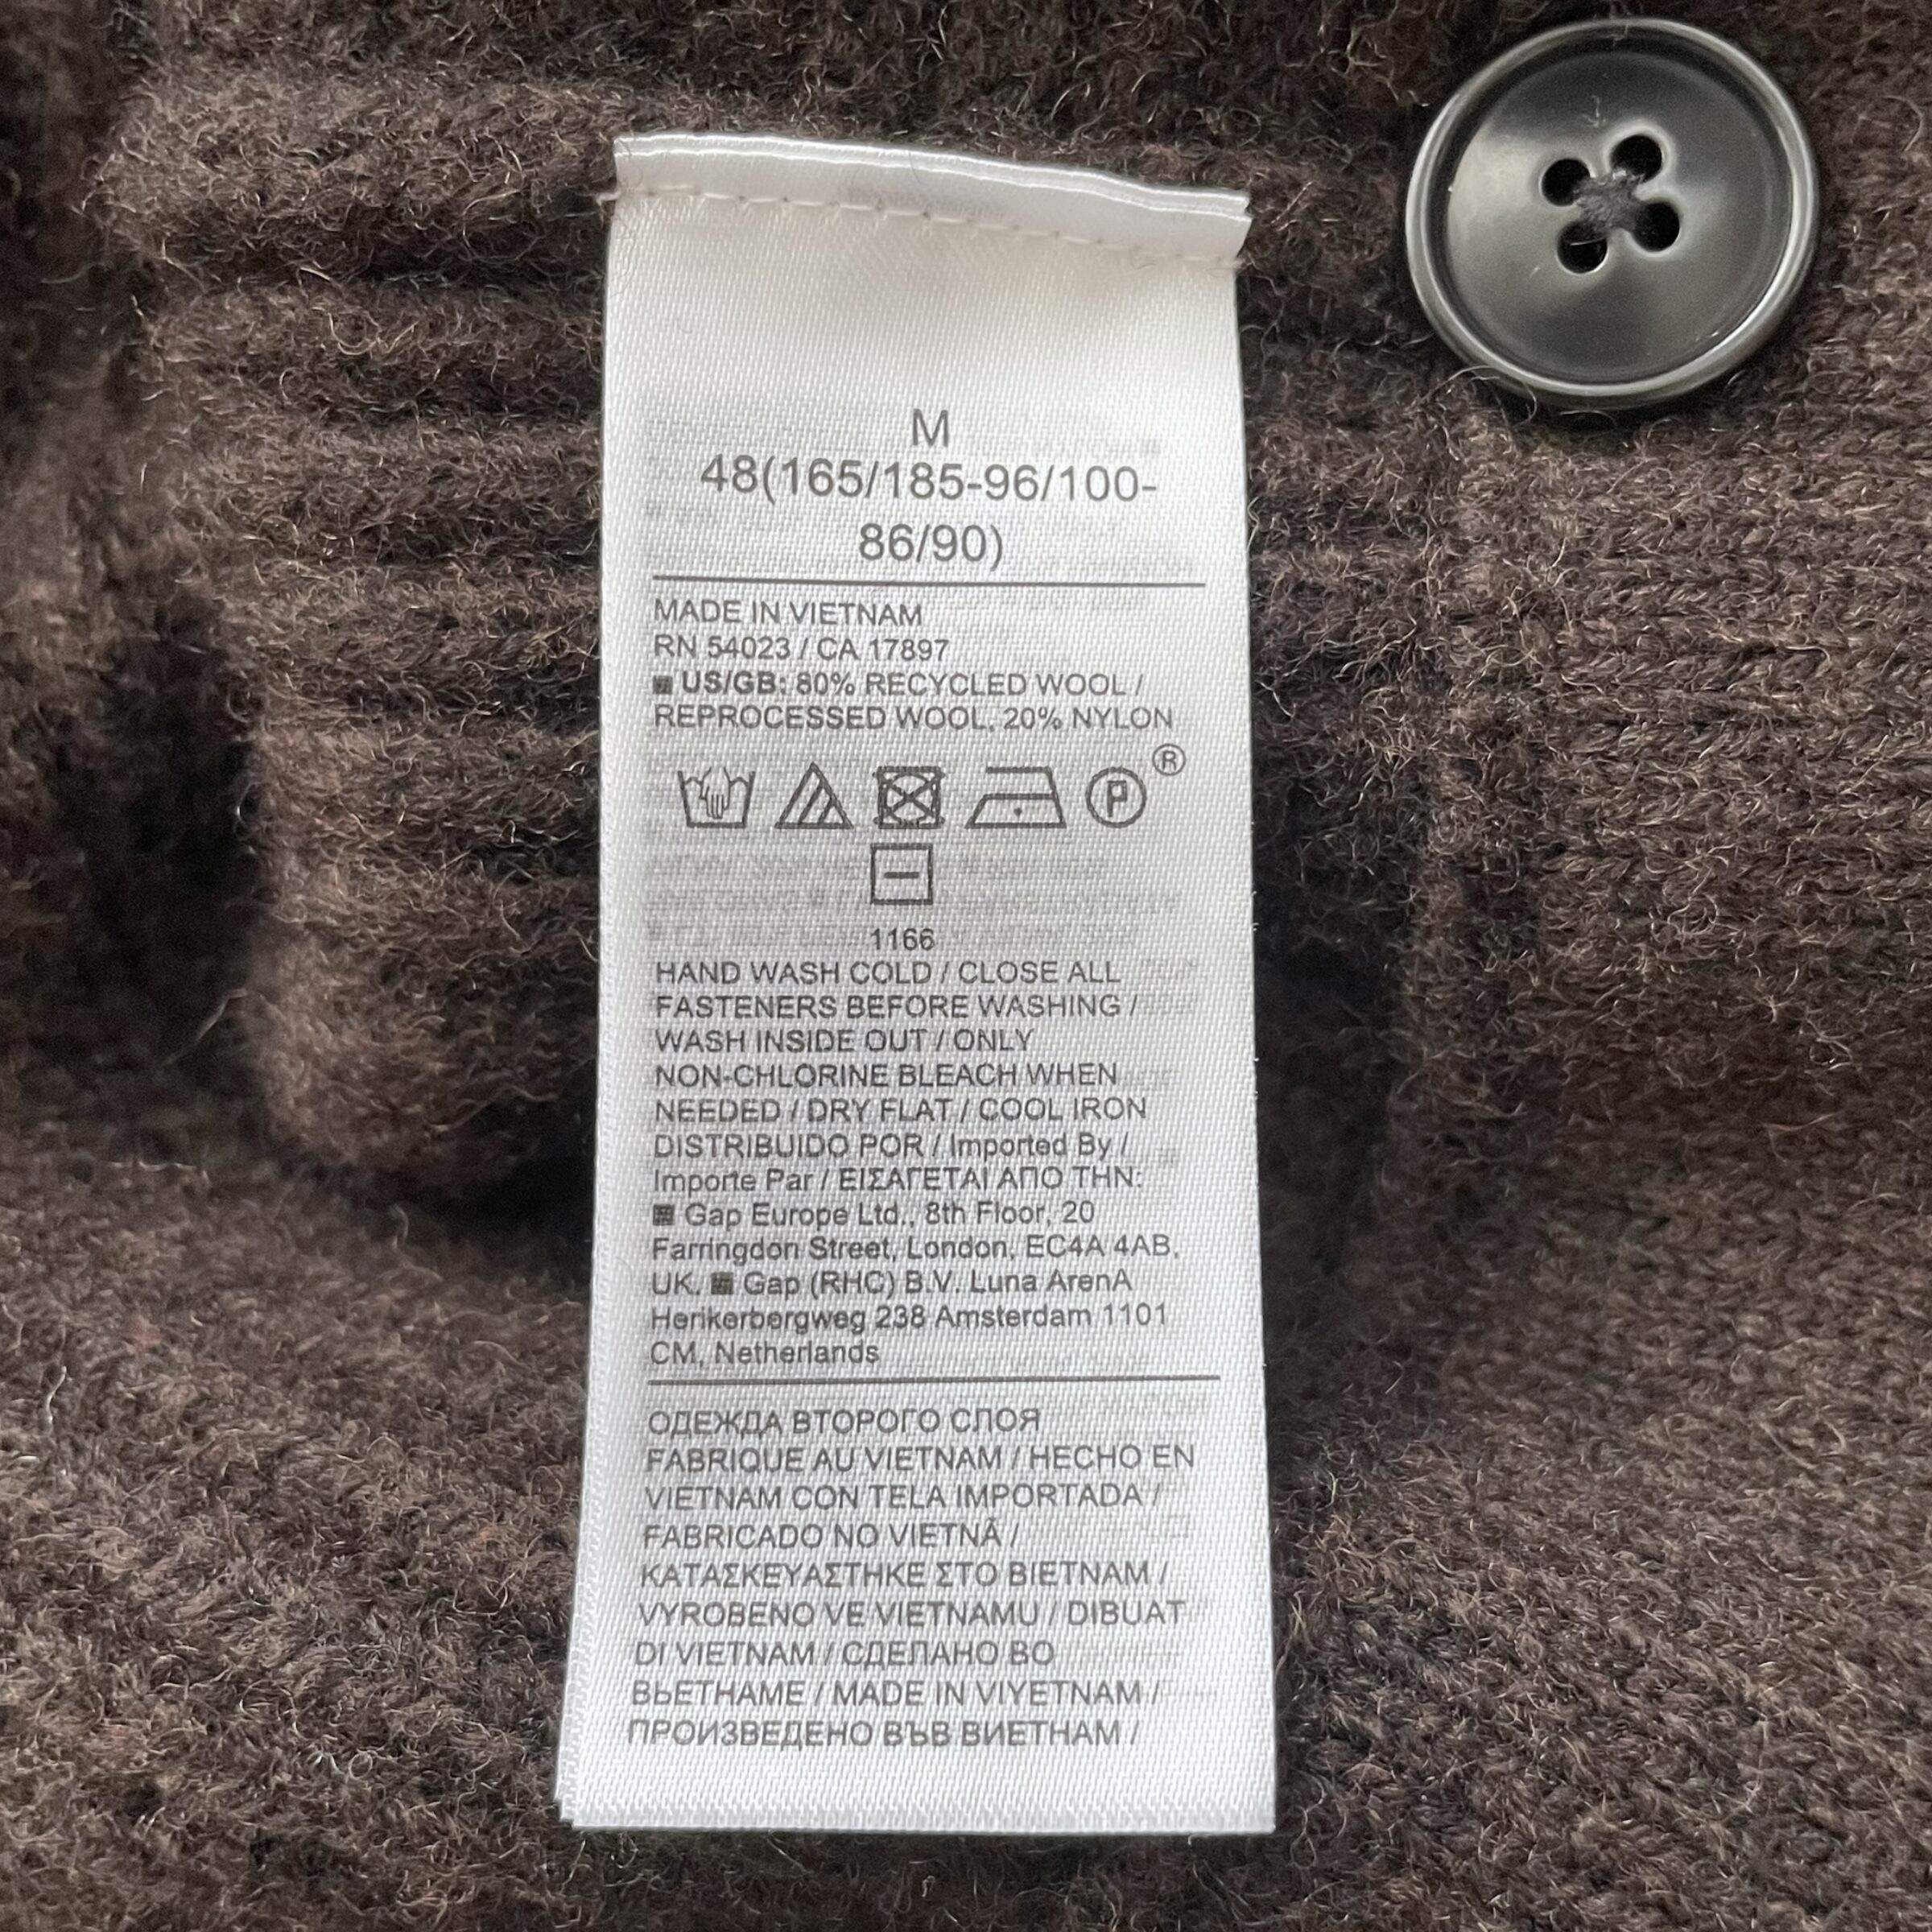 M
48(165/185-96/100-
86/90)
MADE IN VIETNAM
RN 54023 / CA 17897
US/GB: 80% RECYCLED WOOL /
REPROCESSED WOOL, 20% NYLON
P ®
1166
HAND WASH COLD / CLOSE ALL
FASTENERS BEFORE WASHING /
WASH INSIDE OUT / ONLY
NON-CHLORINE BLEACH WHEN
NEEDED / DRY FLAT / COOL IRON
DISTRIBUIDO POR / Imported By /
Importe Par / ΕΙΣΑΓΕΤΑΙ ΑΠΟ ΤΗΝ:
Gap Europe Ltd., 8th Floor, 20
Farringdon Street, London, EC4A 4AB,
UK. Gap (RHC) B.V. Luna ArenA
Herikerbergweg 238 Amsterdam 1101
CM, Netherlands
ОДЕЖДА ВТОРОГО СЛОЯ
FABRIQUE AU VIETNAM / HECHO EN
VIETNAM CON TELA IMPORTADA /
FABRICADO NO VIETNÃ /
ΚΑΤΑΣΚΕΥΑΣΤΗΚΕ ΣΤΟ ΒΙΕΤΝΑΜ /
VYROBENO VE VIETNAMU / DIBUAT
DI VIETNAM / СДЕЛАНО ВО
ВЬЕТНАМЕ / MADE IN VIYETNAM /
ПРОИЗВЕДЕНО ВЪВ ВИЕТНАМ /